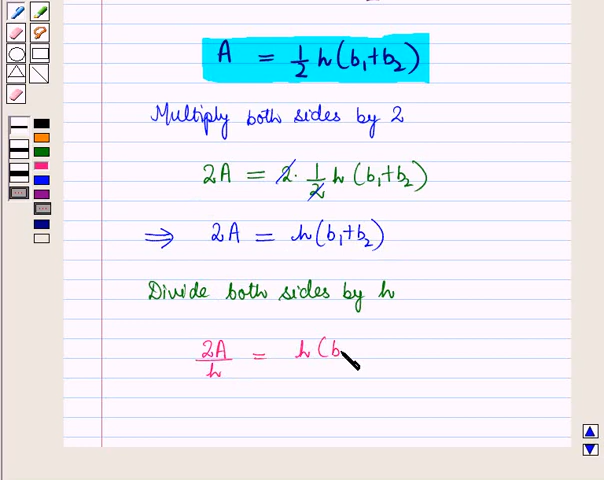 A = 1/2 h(b₁+b₂)
Multiply both sides by 2
2A = 2· 1/2 h (b₁+b₂)
⇒ 2A = h(b₁+b₂)
Divide both sides by h
2A/h = h(b